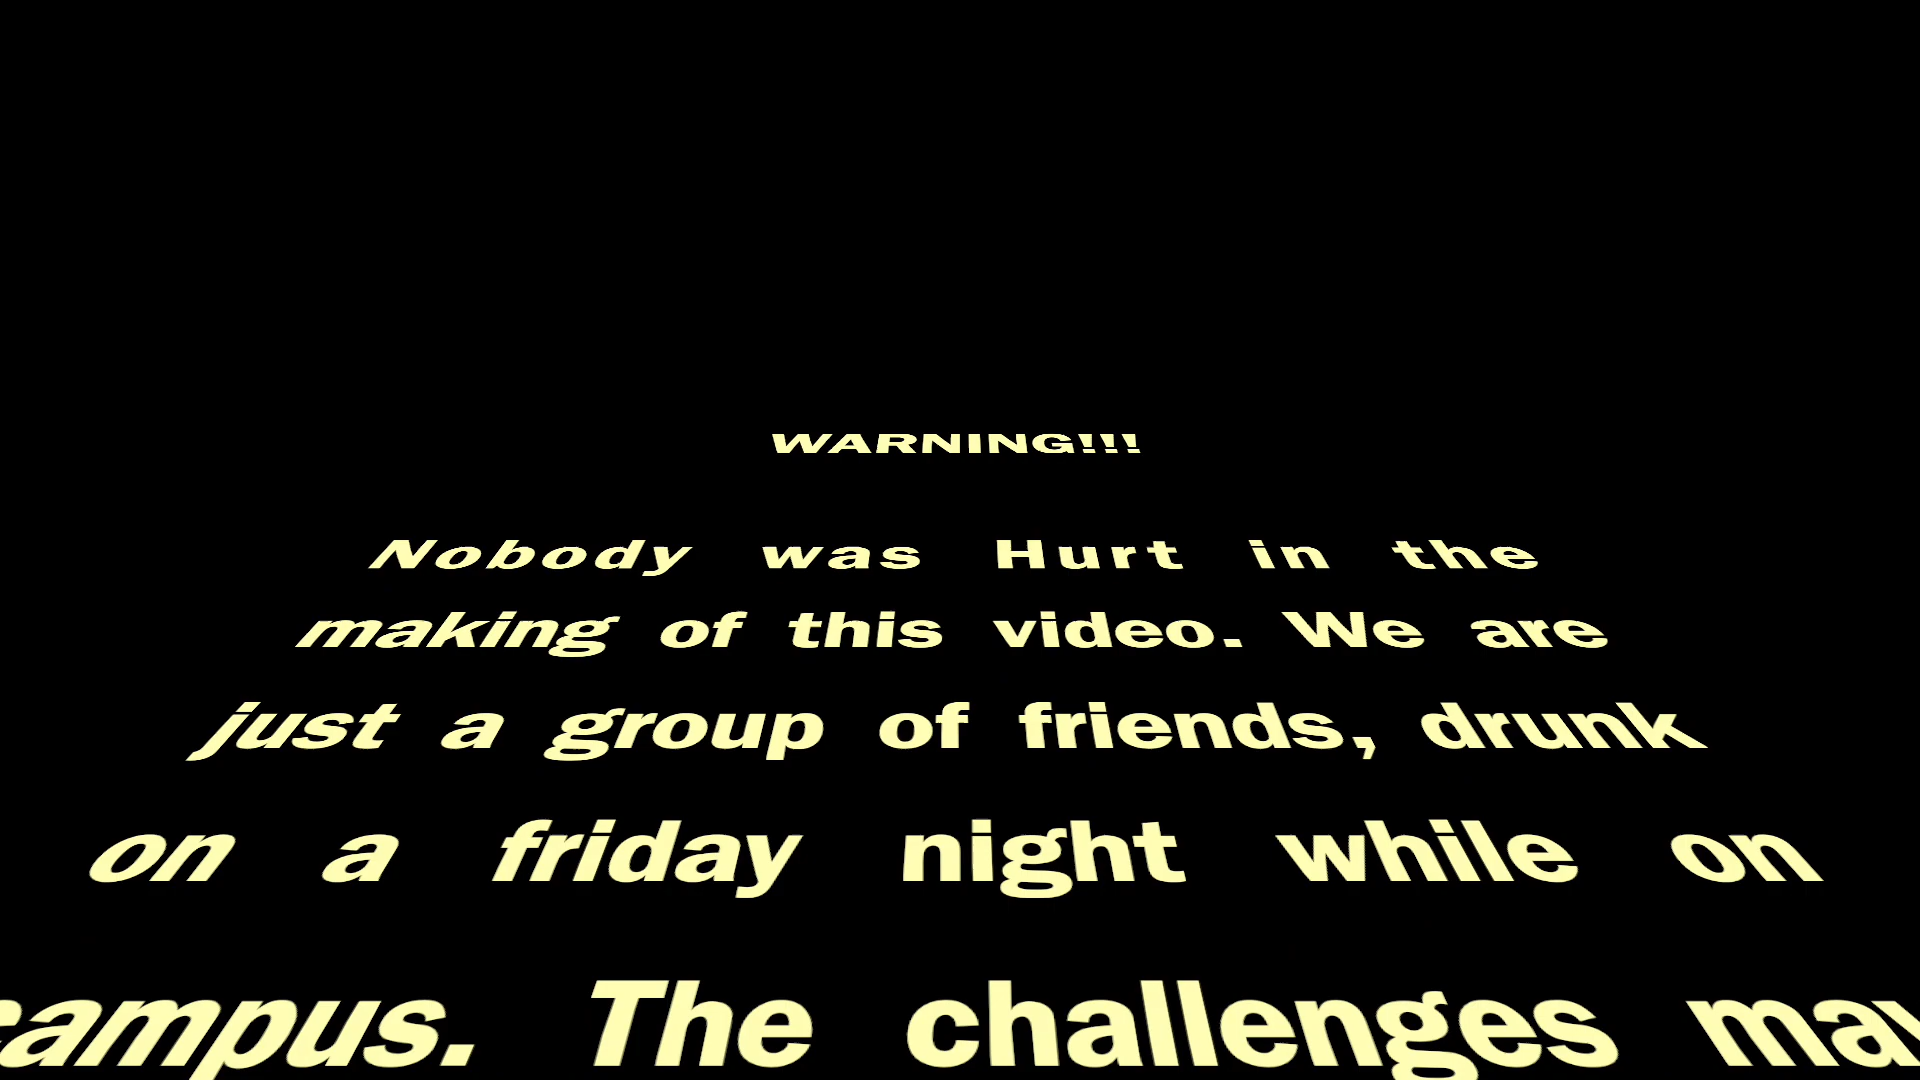 WARNING!!!
Nobody was Hurt in the
making of this video. We are
just a group of friends, drunk
on a friday night while on
campus. The challenges